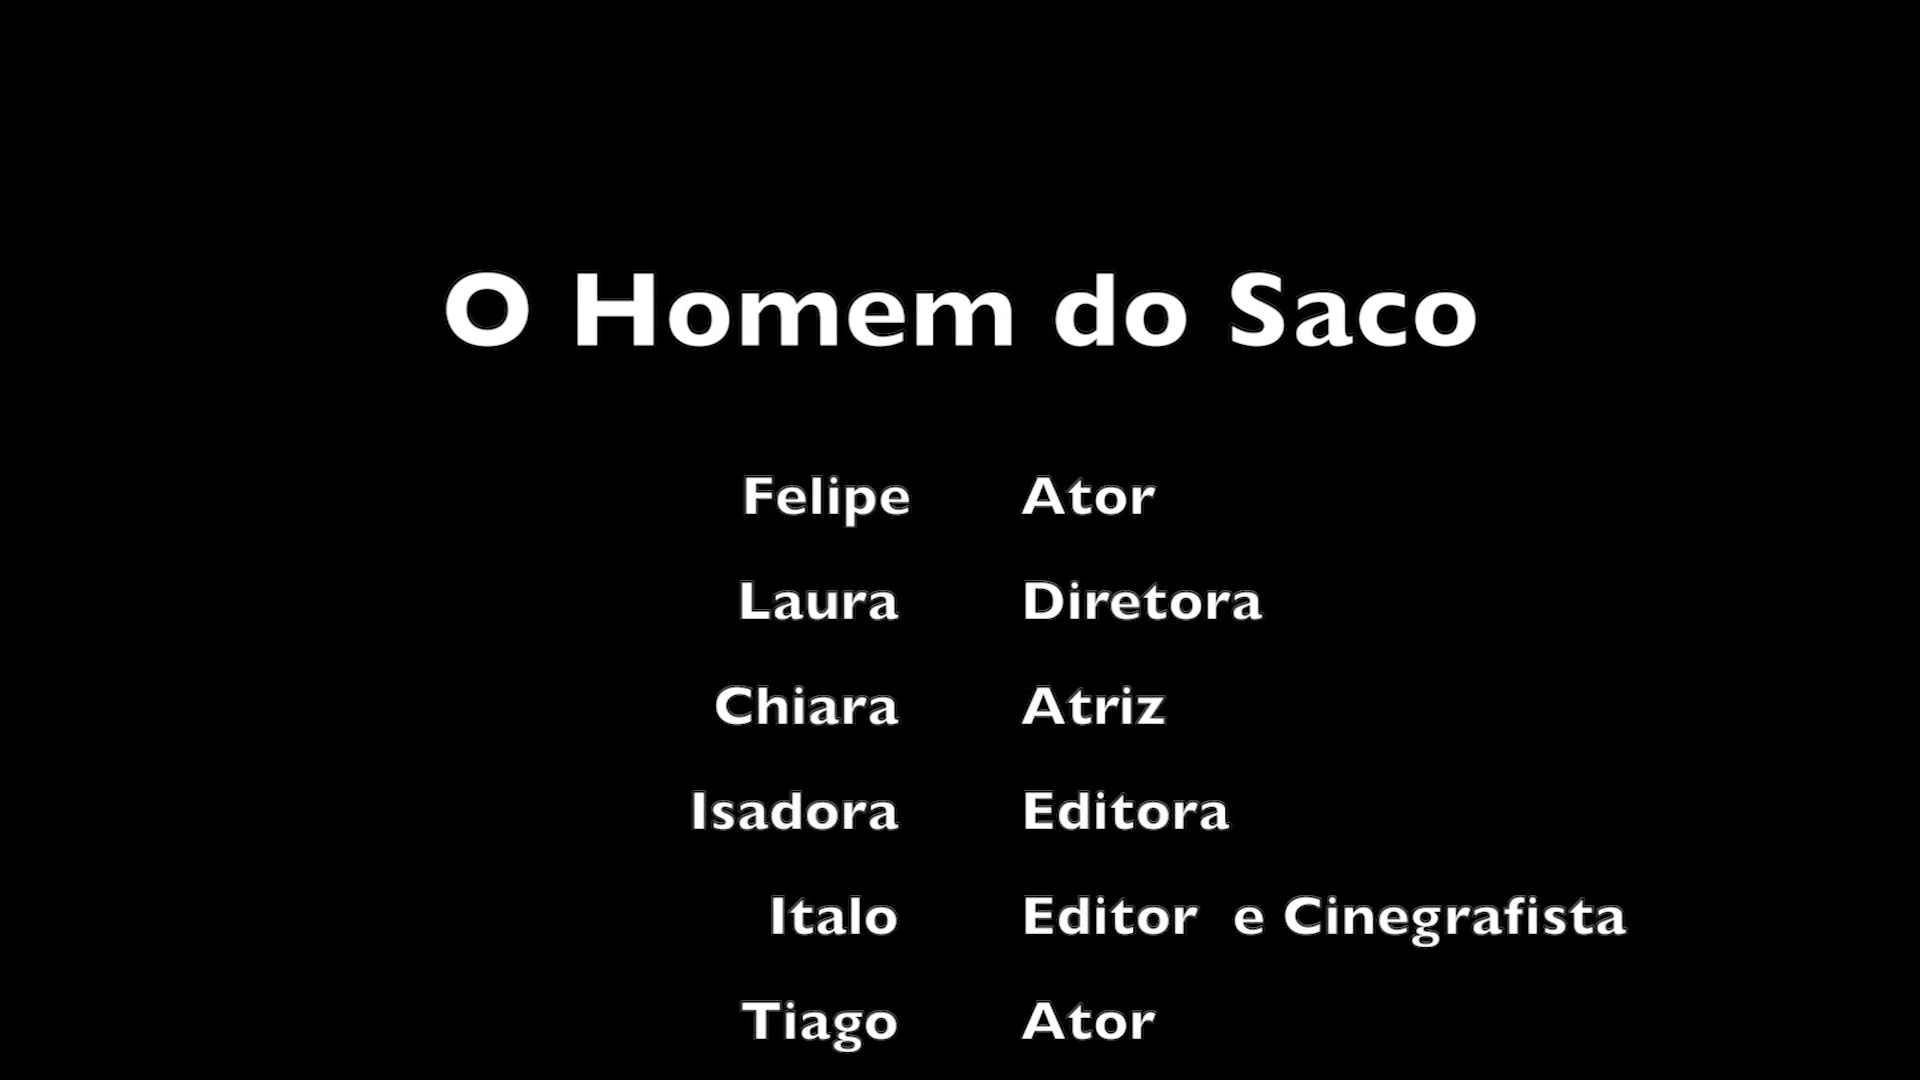 O Homem do Saco
Felipe Ator
Laura Diretora
Chiara Atriz
Isadora Editora
Italo Editor e Cinegrafista
Tiago Ator